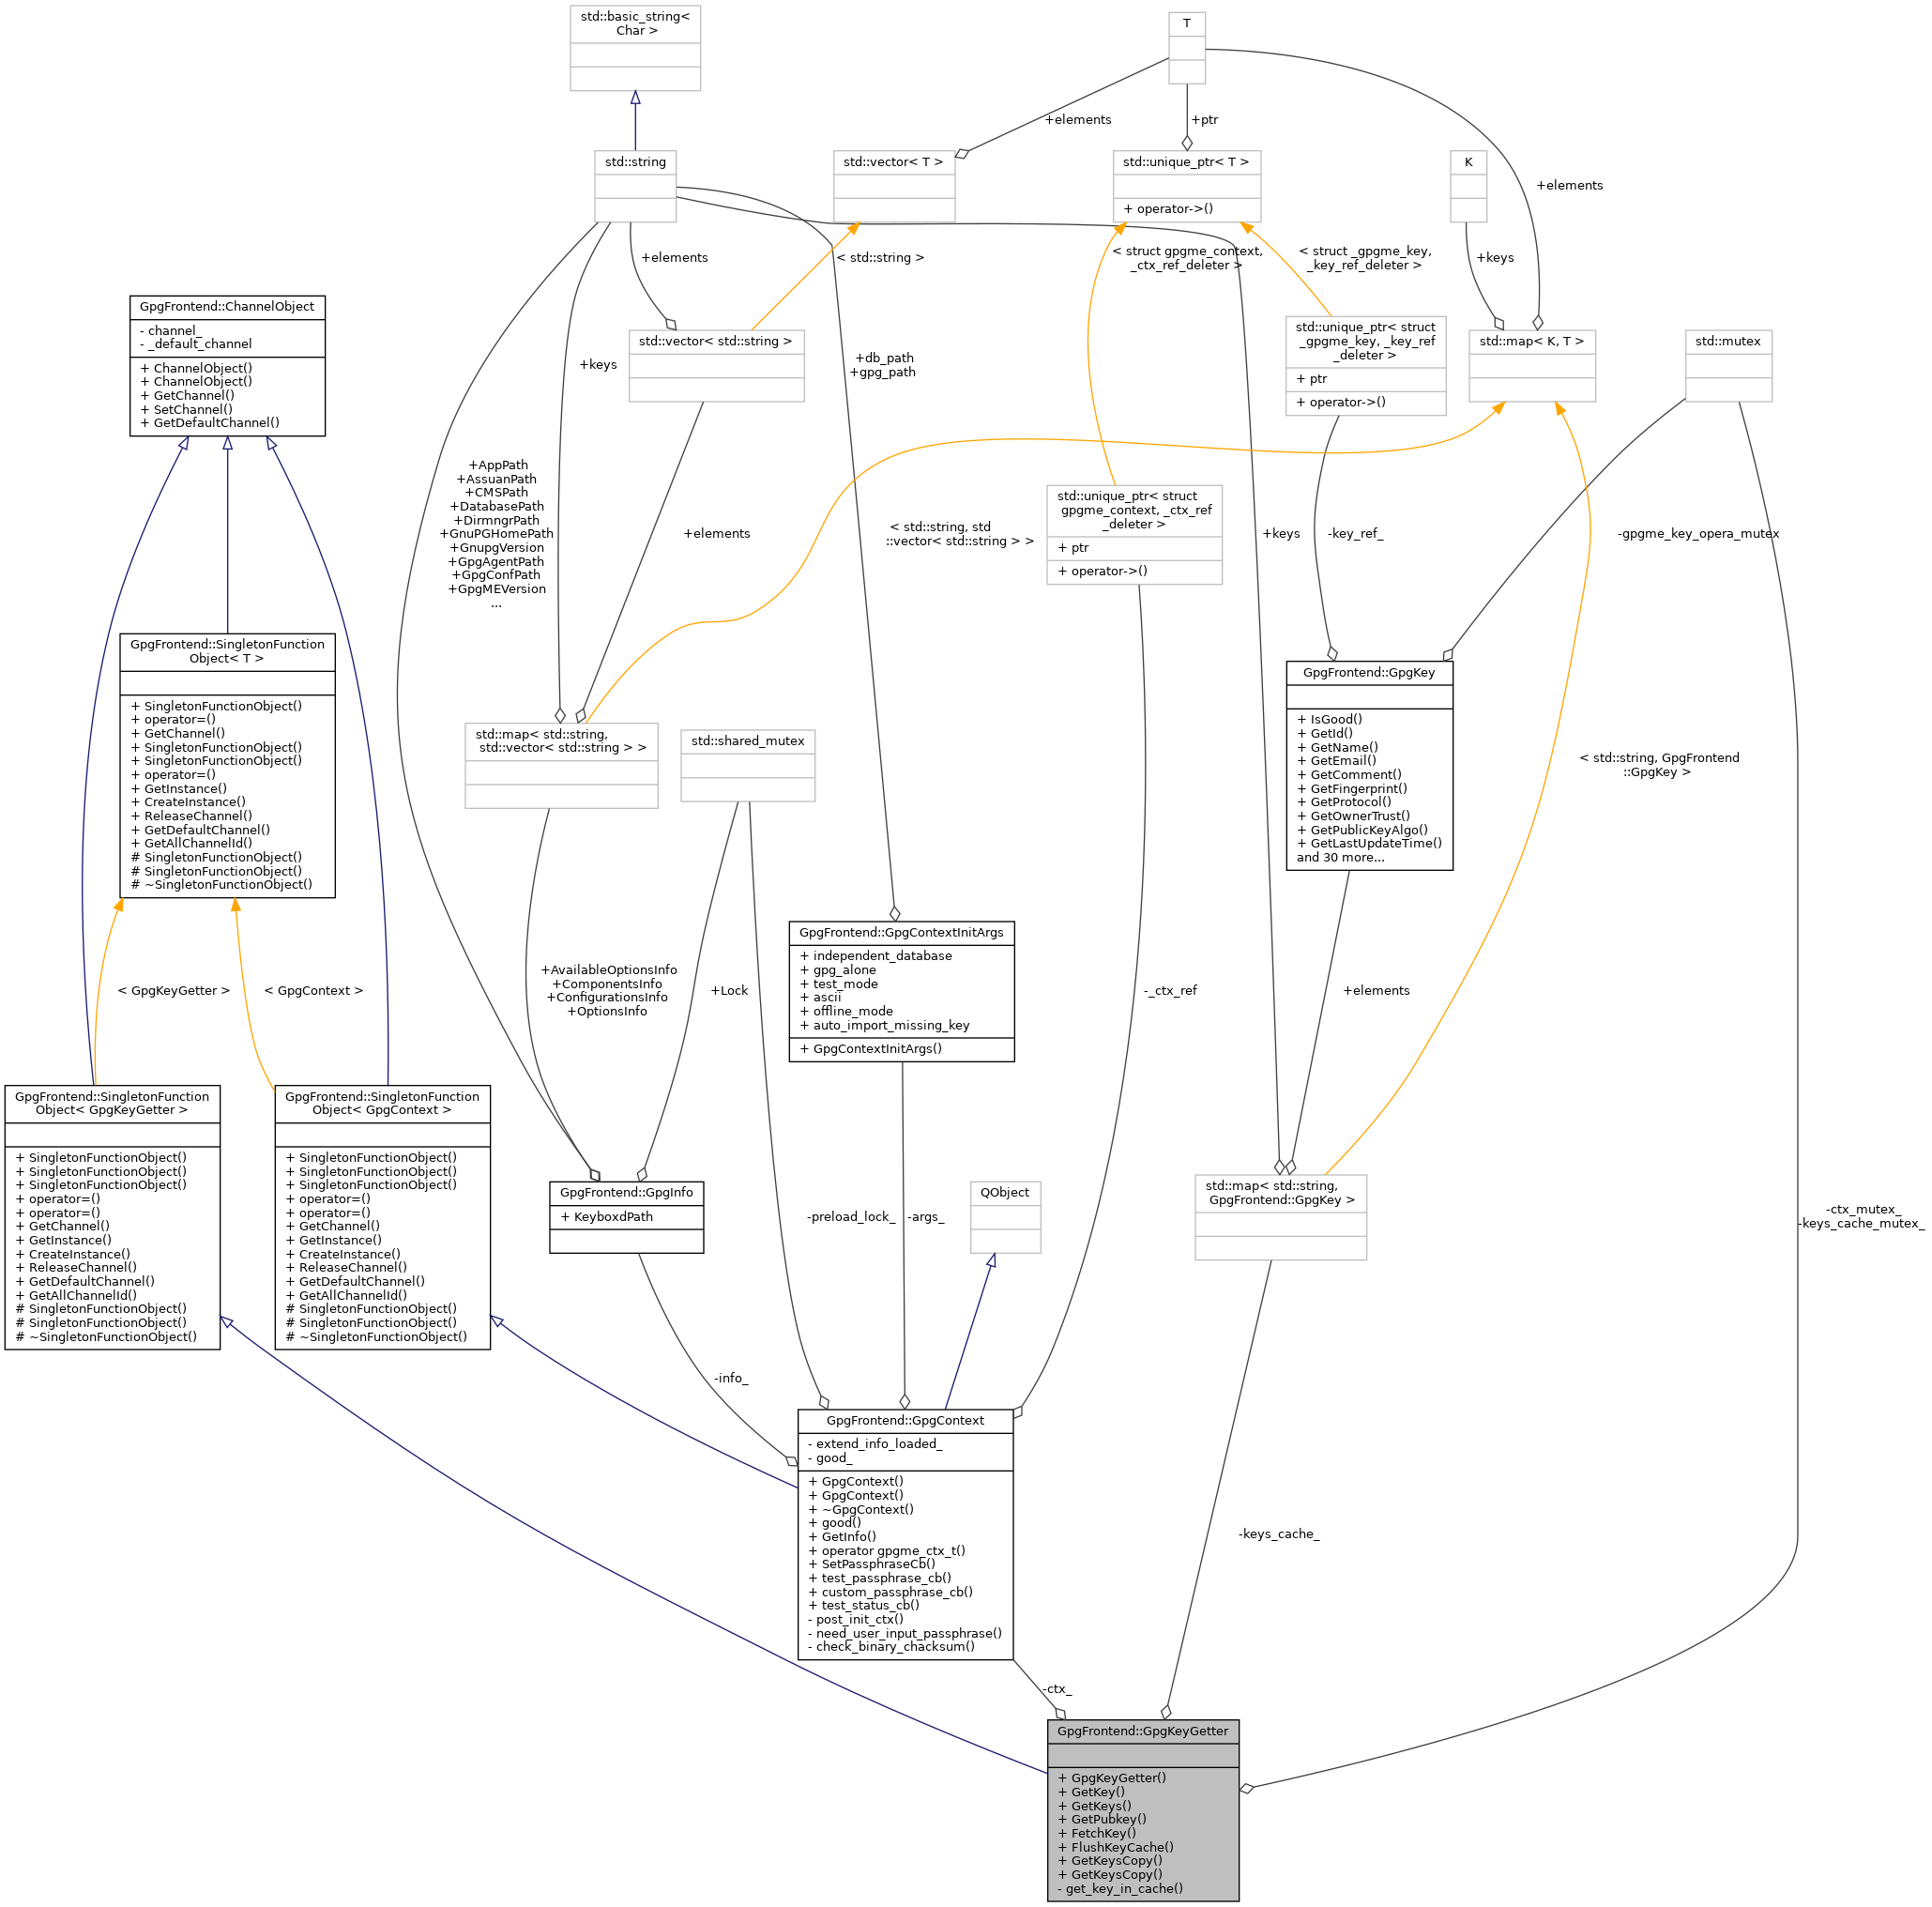 std::basic_string<
Char >
T
+elements
+ptr
std::string
std::vector< T >
std::unique_ptr< T >
+ operator->()
K
+elements
+elements
< std::string >
< struct gpgme_context,
_ctx_ref_deleter >
< struct _gpgme_key,
_key_ref_deleter >
+keys
GpgFrontend::ChannelObject
- channel_
- _default_channel
+ ChannelObject()
+ ChannelObject()
+ GetChannel()
+ SetChannel()
+ GetDefaultChannel()
+keys
std::vector< std::string >
+db_path
+gpg_path
std::unique_ptr< struct
_gpgme_key, _key_ref
_deleter >
+ ptr
+ operator->()
std::map< K, T >
std::mutex
+AppPath
+AssuanPath
+CMSPath
+DatabasePath
+DirmngrPath
+GnuPGHomePath
+GnupgVersion
+GpgAgentPath
+GpgConfPath
+GpgMEVersion
...
+elements
< std::string, std
::vector< std::string > >
std::unique_ptr< struct
gpgme_context, _ctx_ref
_deleter >
+ ptr
+ operator->()
+keys
-key_ref_
-gpgme_key_opera_mutex
GpgFrontend::SingletonFunction
Object< T >
+ SingletonFunctionObject()
+ operator=()
+ GetChannel()
+ SingletonFunctionObject()
+ SingletonFunctionObject()
+ operator=()
+ GetInstance()
+ CreateInstance()
+ ReleaseChannel()
+ GetDefaultChannel()
+ GetAllChannelId()
# SingletonFunctionObject()
# SingletonFunctionObject()
# ~SingletonFunctionObject()
std::map< std::string,
std::vector< std::string > >
std::shared_mutex
GpgFrontend::GpgKey
+ IsGood()
+ GetId()
+ GetName()
+ GetEmail()
+ GetComment()
+ GetFingerprint()
+ GetProtocol()
+ GetOwnerTrust()
+ GetPublicKeyAlgo()
+ GetLastUpdateTime()
and 30 more...
< std::string, GpgFrontend
::GpgKey >
< GpgKeyGetter >
< GpgContext >
+AvailableOptionsInfo
+ComponentsInfo
+ConfigurationsInfo
+OptionsInfo
+Lock
GpgFrontend::GpgContextInitArgs
+ independent_database
+ gpg_alone
+ test_mode
+ ascii
+ offline_mode
+ auto_import_missing_key
+ GpgContextInitArgs()
-_ctx_ref
+elements
GpgFrontend::SingletonFunction
Object< GpgKeyGetter >
+ SingletonFunctionObject()
+ SingletonFunctionObject()
+ SingletonFunctionObject()
+ operator=()
+ operator=()
+ GetChannel()
+ GetInstance()
+ CreateInstance()
+ ReleaseChannel()
+ GetDefaultChannel()
+ GetAllChannelId()
# SingletonFunctionObject()
# SingletonFunctionObject()
# ~SingletonFunctionObject()
GpgFrontend::SingletonFunction
Object< GpgContext >
+ SingletonFunctionObject()
+ SingletonFunctionObject()
+ SingletonFunctionObject()
+ operator=()
+ operator=()
+ GetChannel()
+ GetInstance()
+ CreateInstance()
+ ReleaseChannel()
+ GetDefaultChannel()
+ GetAllChannelId()
# SingletonFunctionObject()
# SingletonFunctionObject()
# ~SingletonFunctionObject()
GpgFrontend::GpgInfo
+ KeyboxdPath
-preload_lock_
-args_
QObject
std::map< std::string,
GpgFrontend::GpgKey >
-ctx_mutex_
-keys_cache_mutex_
-info_
GpgFrontend::GpgContext
- extend_info_loaded_
- good_
+ GpgContext()
+ GpgContext()
+ ~GpgContext()
+ good()
+ GetInfo()
+ operator gpgme_ctx_t()
+ SetPassphraseCb()
+ test_passphrase_cb()
+ custom_passphrase_cb()
+ test_status_cb()
- post_init_ctx()
- need_user_input_passphrase()
- check_binary_chacksum()
-keys_cache_
-ctx_
GpgFrontend::GpgKeyGetter
+ GpgKeyGetter()
+ GetKey()
+ GetKeys()
+ GetPubkey()
+ FetchKey()
+ FlushKeyCache()
+ GetKeysCopy()
+ GetKeysCopy()
- get_key_in_cache()